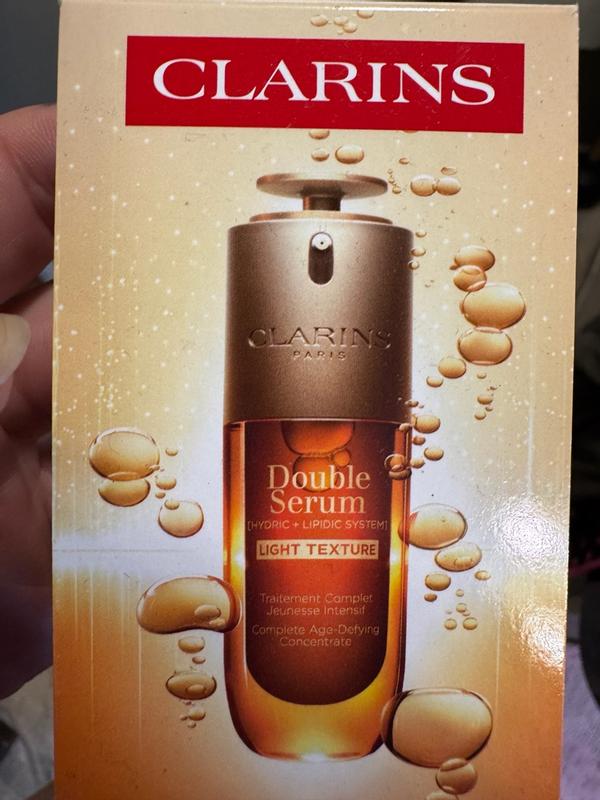 CLARINS
CLARINS
PARIS
Double
Serum
[HYDRIC + LIPIDIC SYSTEM]
LIGHT TEXTURE
Traitement Complet
Jeunesse Intensif
Complete Age-Defying
Concentrate